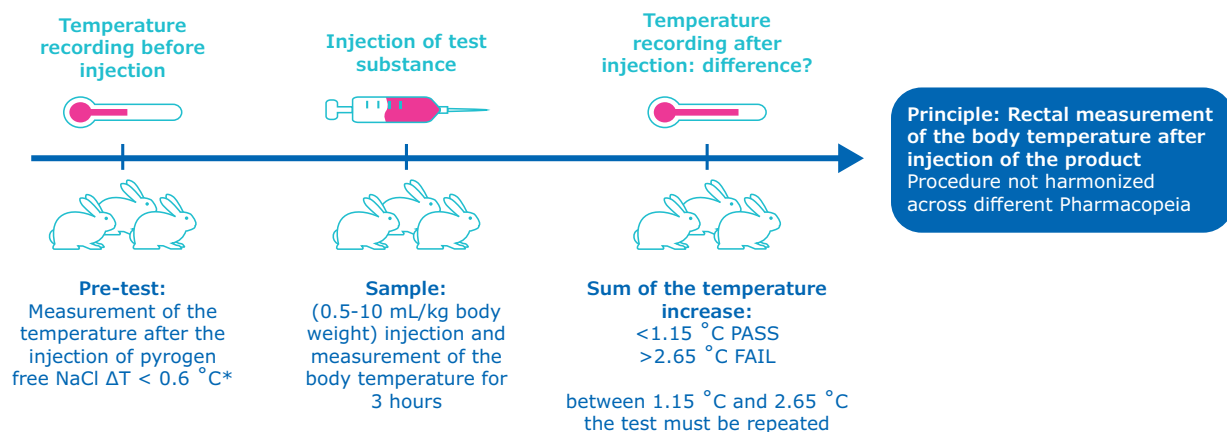 Temperature
recording before
injection
Injection of test
substance
Temperature
recording after
injection: difference?
Principle: Rectal measurement
of the body temperature after
injection of the product
Procedure not harmonized
across different Pharmacopeia
Pre-test:
Measurement of the
temperature after the
injection of pyrogen
free NaCl ΔT < 0.6 ˚C*
Sample:
(0.5-10 mL/kg body
weight) injection and
measurement of the
body temperature for
3 hours
Sum of the temperature
increase:
<1.15 ˚C PASS
>2.65 ˚C FAIL
between 1.15 ˚C and 2.65 ˚C
the test must be repeated